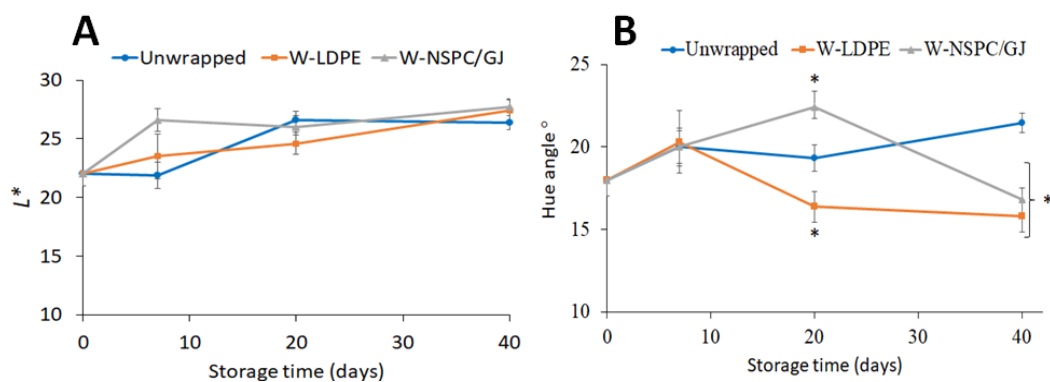 A
Unwrapped W-LDPE W-NSPC/GJ
30
25
20
15
10
L*
0 10 20 30 40
Storage time (days)
B
Unwrapped W-LDPE W-NSPC/GJ
25
20
15
10
Hue angle °
*
*
*
0 10 20 30 40
Storage time (days)